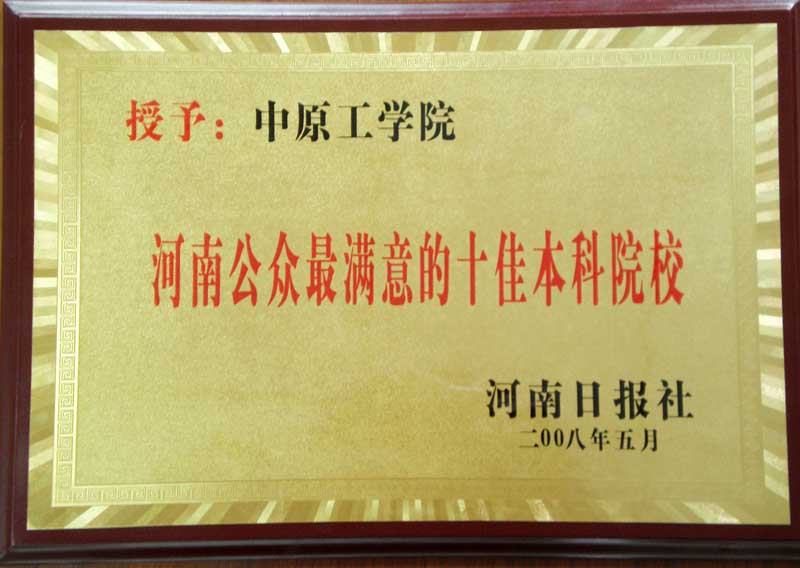 授予：中原工学院
河南公众最满意的十佳本科院校
河南日报社
二00八年五月